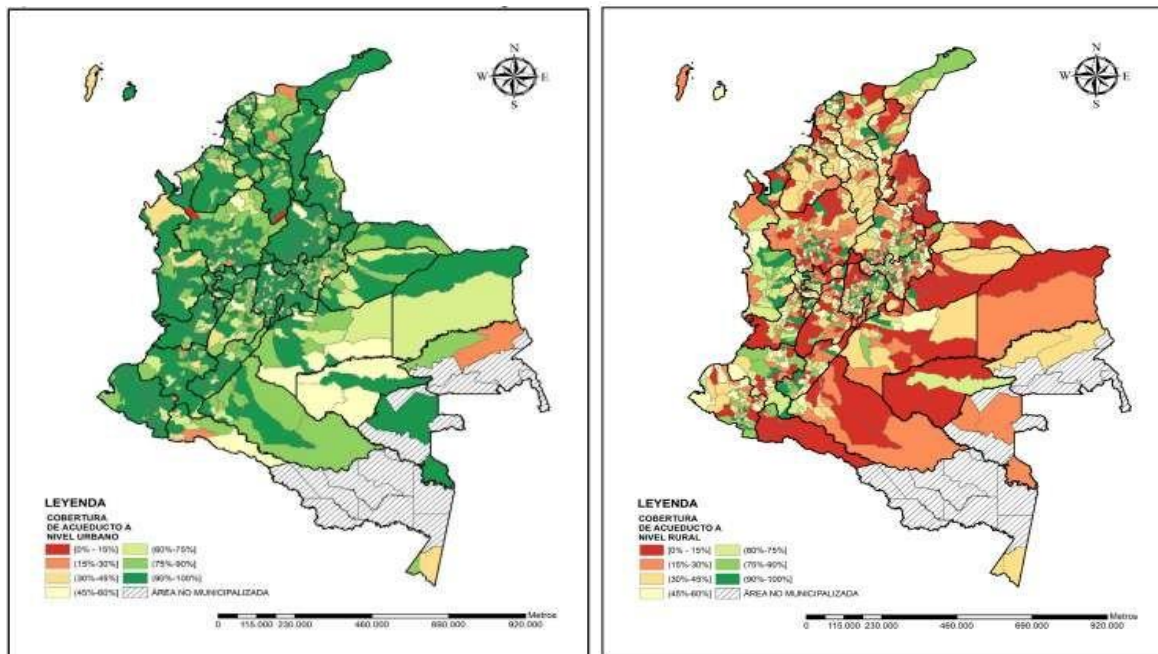 N
W E
S
LEYENDA
COBERTURA
DE ACUEDUCTO A
NIVEL URBANO
[0% - 15%] (60%-75%]
(15%-30%] (75%-90%]
(30%-45%] (90%-100%]
(45%-60%] ÁREA NO MUNICIPALIZADA
Metros
0 115.000 230.000 460.000 690.000 920.000
N
W E
S
LEYENDA
COBERTURA
DE ACUEDUCTO A
NIVEL RURAL
[0% - 15%] (60%-75%]
(15%-30%] (75%-90%]
(30%-45%] (90%-100%]
(45%-60%] ÁREA NO MUNICIPALIZADA
Metros
0 115.000 230.000 460.000 690.000 920.000